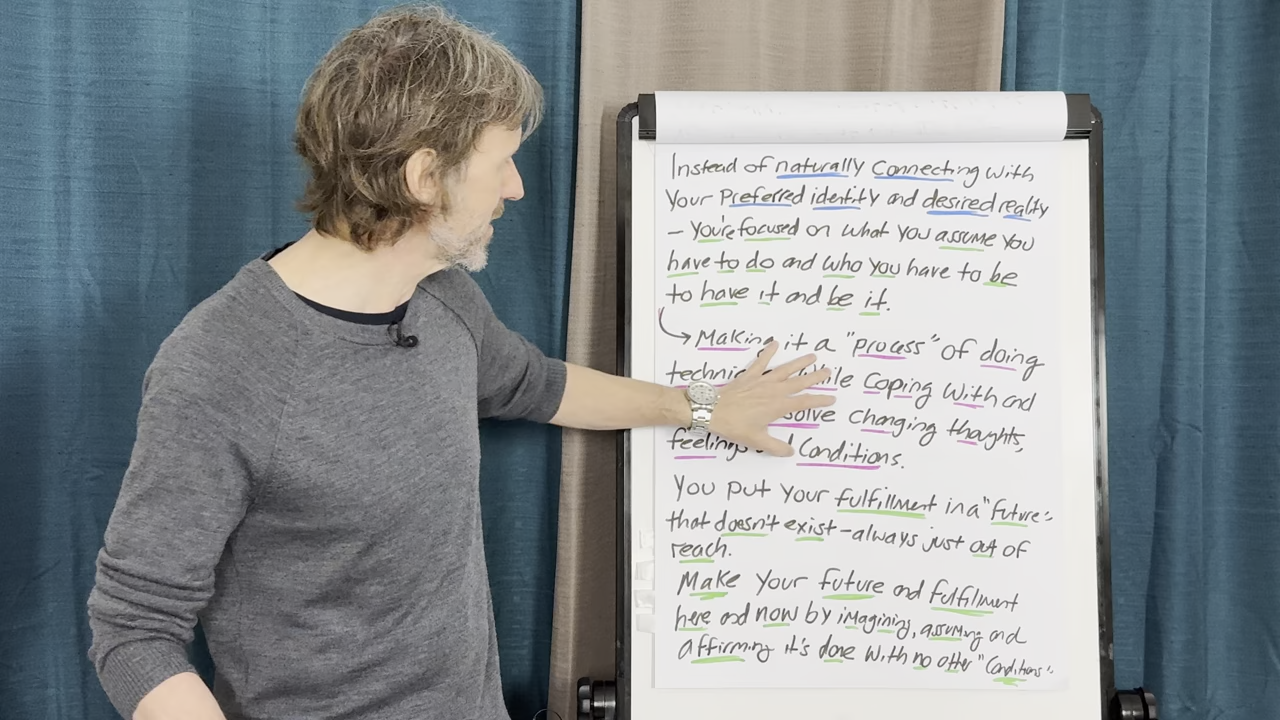 Instead of naturally Connecting with
Your Preferred identity and desired reality
- You're focused on what you assume you
have to do and who you have to be
to have it and be it.
→ Making it a "process" of doing
while Coping with and
Changing thoughts,
feelings Conditions.
You put your fulfillment in a "future"
that doesn't exist - always just out of
reach.
Make your future and fulfillment
here and now by imagining, assuming and
affirming it's done with no other "Conditions".